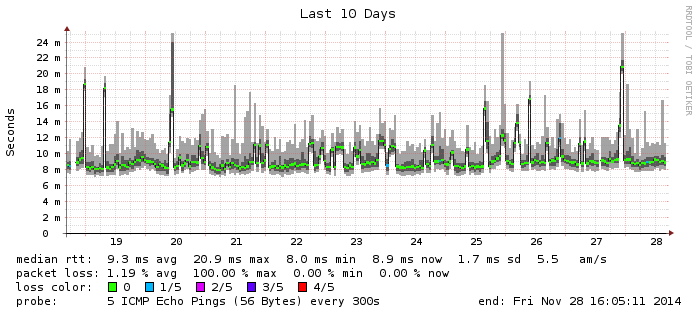 Last 10 Days
RRDTOOL / TOBI OETIKER
Seconds
24 m
22 m
20 m
18 m
16 m
14 m
12 m
10 m
8 m
6 m
4 m
2 m
0
19 20 21 22 23 24 25 26 27 28
median rtt: 9.3 ms avg 20.9 ms max 8.0 ms min 8.9 ms now 1.7 ms sd 5.5 am/s
packet loss: 1.19 % avg 100.00 % max 0.00 % min 0.00 % now
loss color: 0 1/5 2/5 3/5 4/5
probe: 5 ICMP Echo Pings (56 Bytes) every 300s end: Fri Nov 28 16:05:11 2014